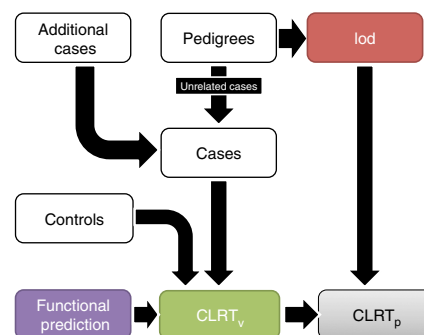 Additional
cases
Pedigrees
lod
Unrelated cases
Cases
Controls
Functional
prediction
CLRTv
CLRTp